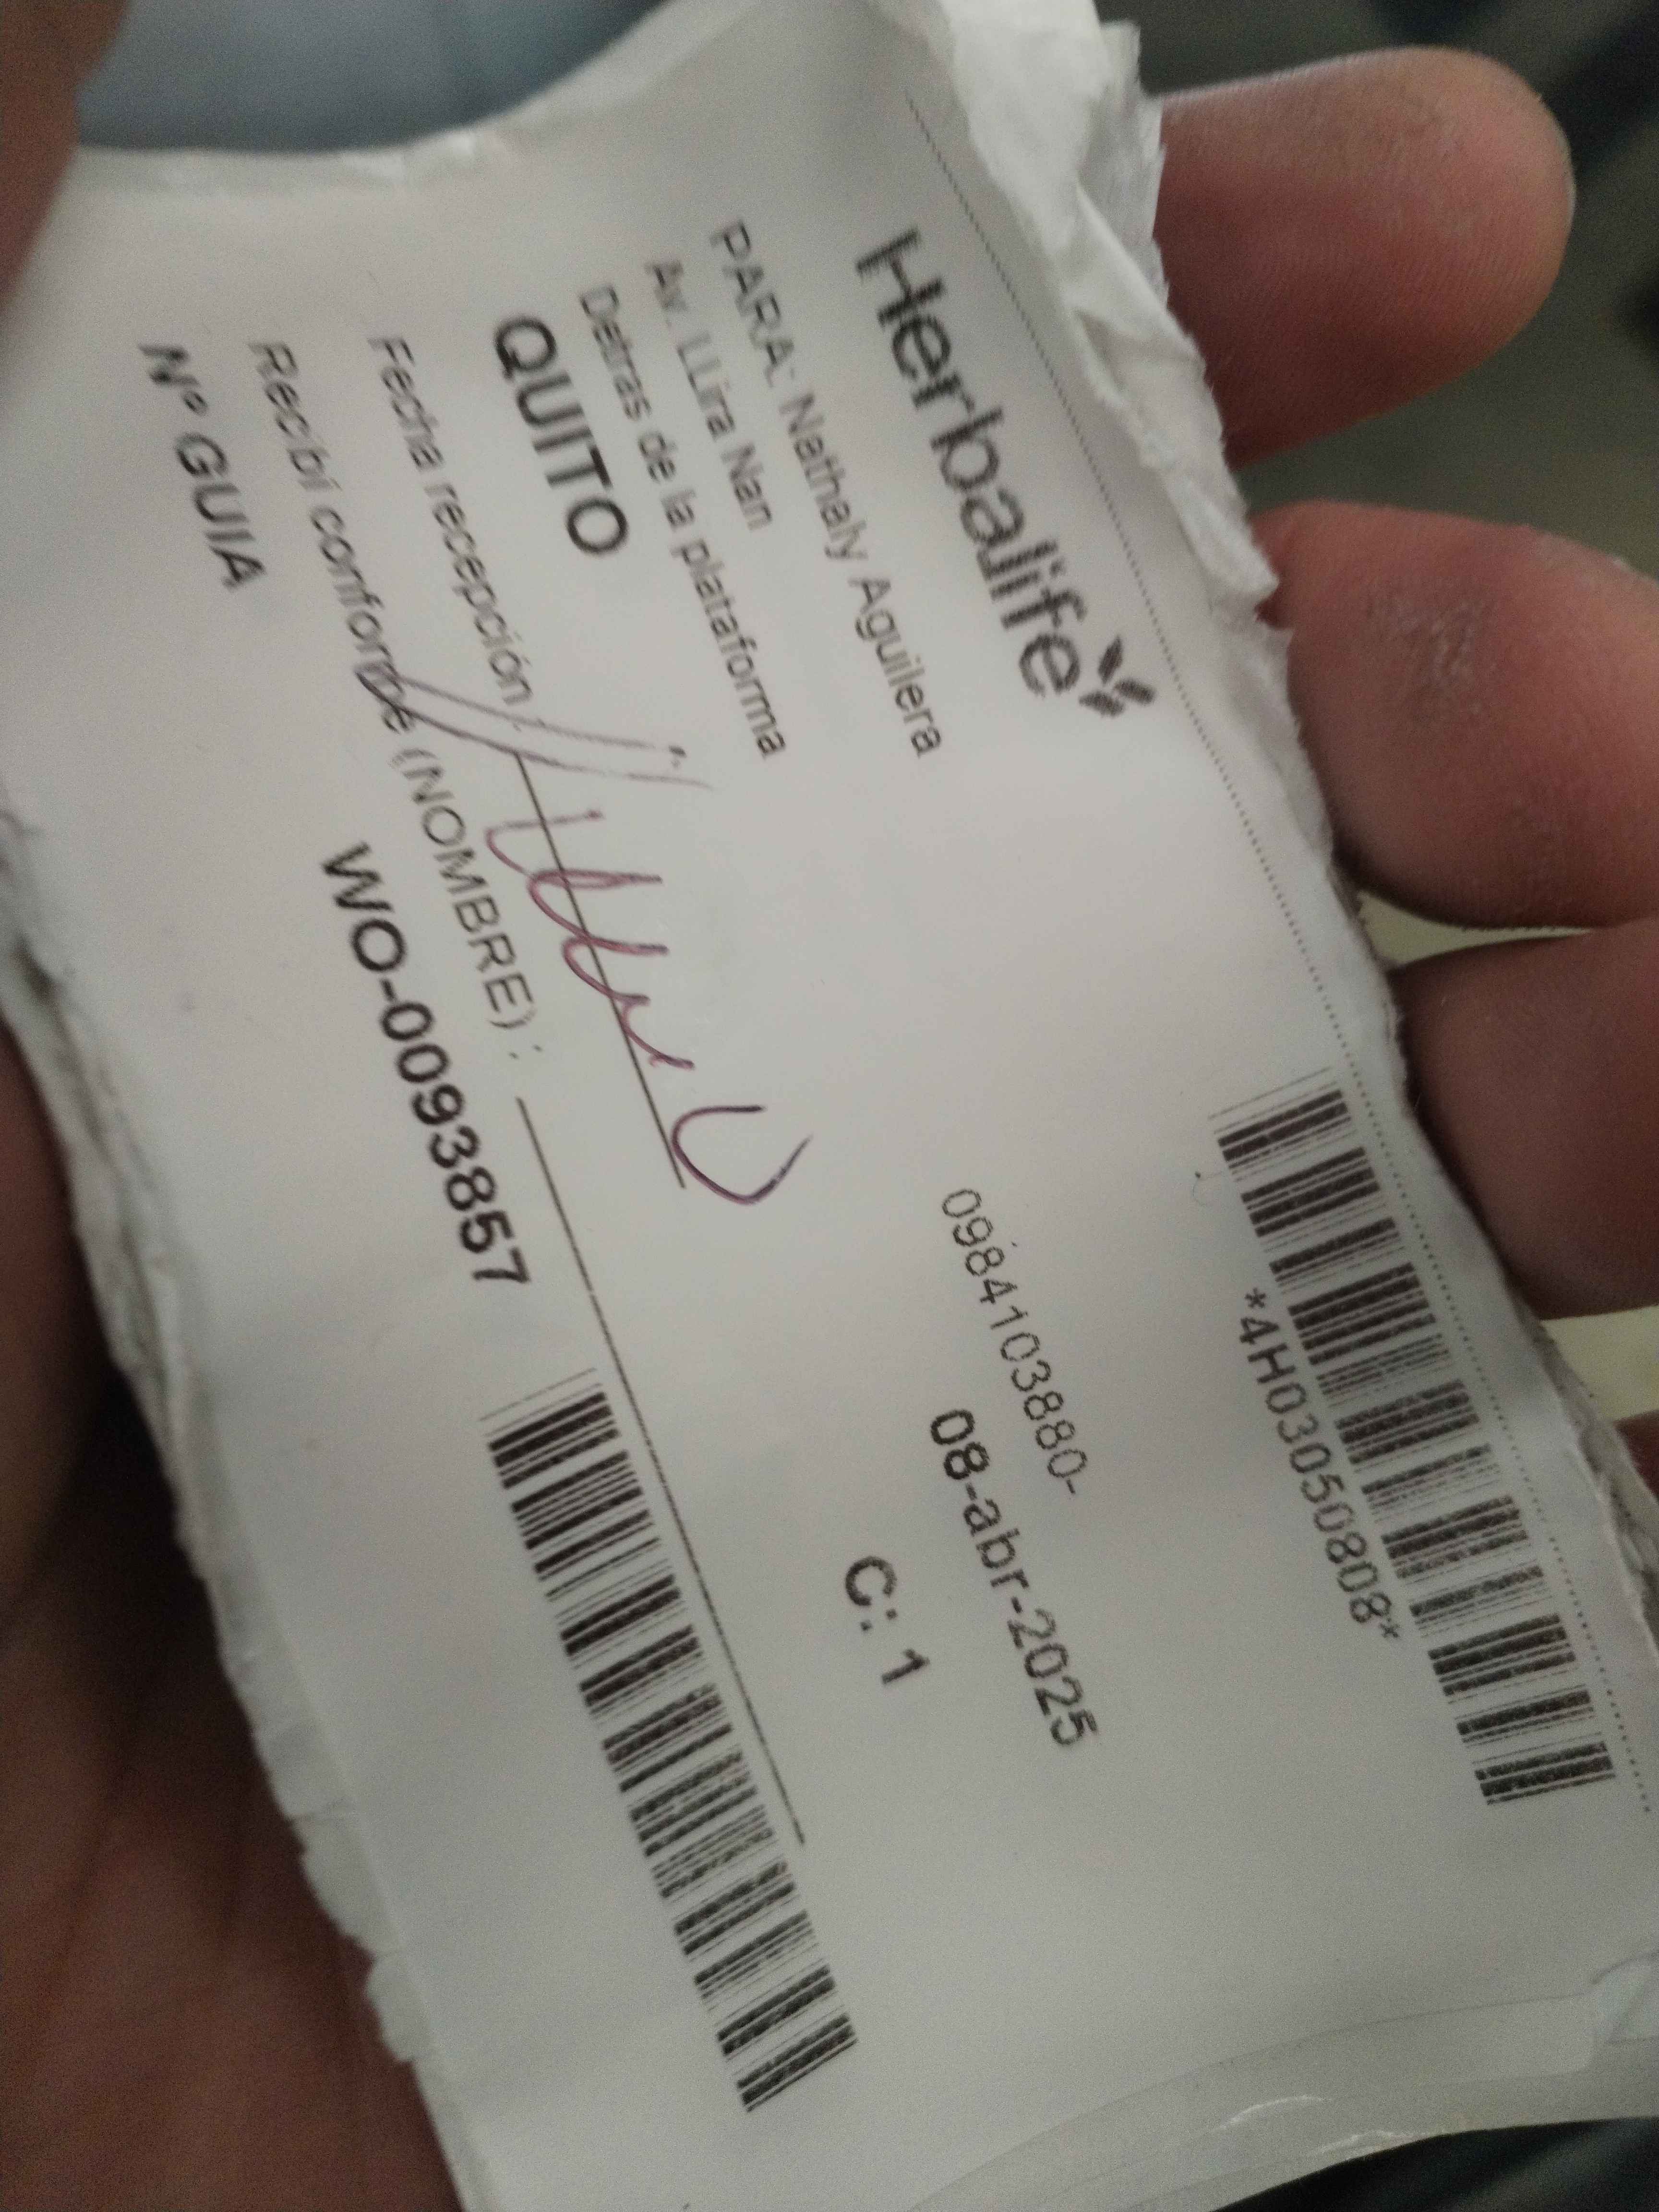 Herbalife
*4H03050808*
PARA: Nathaly Aguilera
0984103880-
Av. LLira Nan
08-abr-2025
Detras de la plataforma
QUITO
C: 1
Fecha recepción :
Recibí conforme (NOMBRE) :
Nº GUIA
WO-0093857